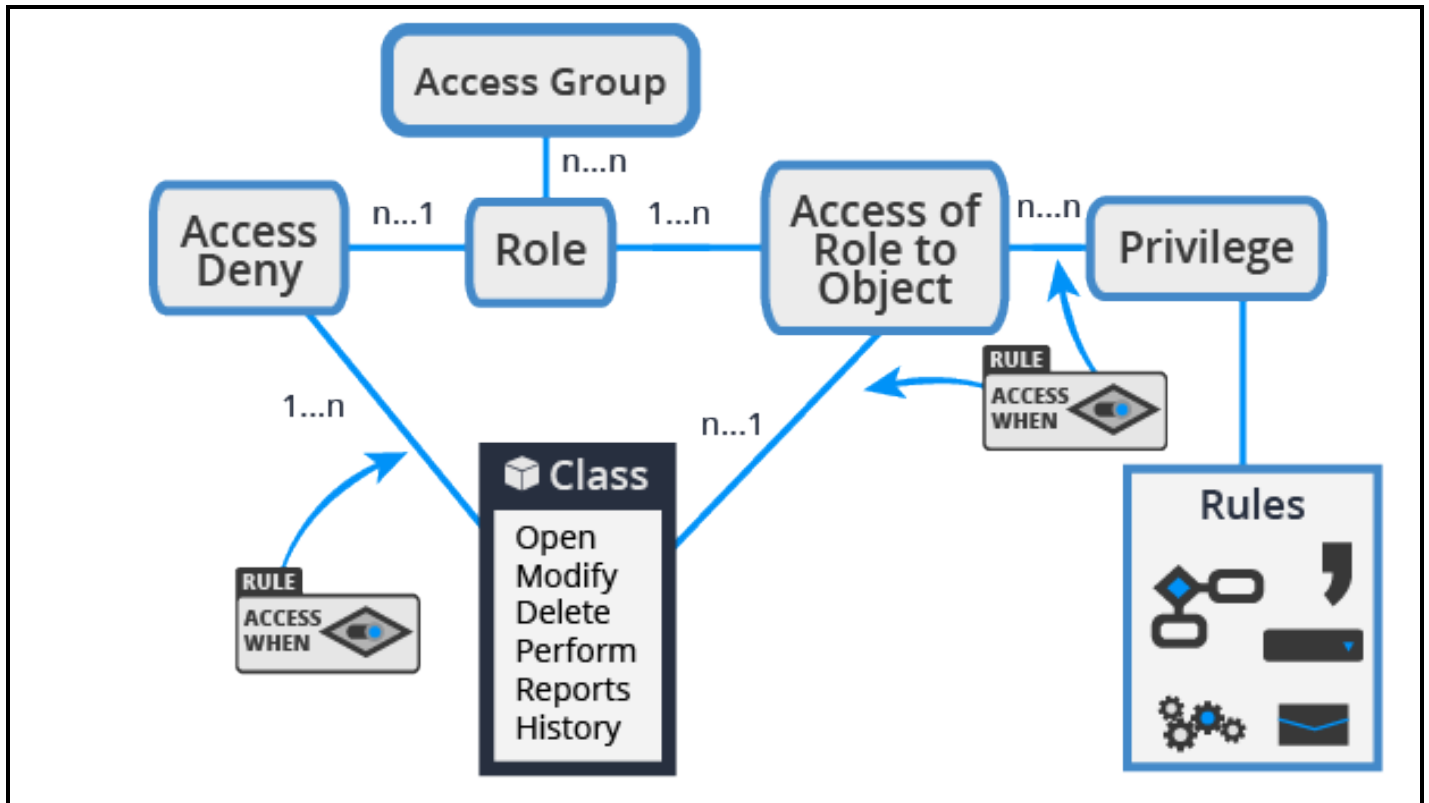 Access Group
n...n
Access
Deny
n...1
Role
1...n
Access of
Role to
Object
n...n
Privilege
RULE
ACCESS
WHEN
1...n
n...1
Class
Open
Modify
Delete
Perform
Reports
History
RULE
ACCESS
WHEN
Rules